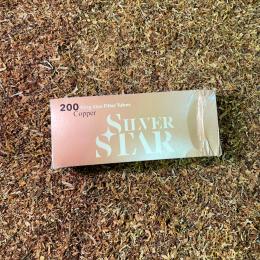 200 King Size Filter Tubes
Copper
SILVER
STAR